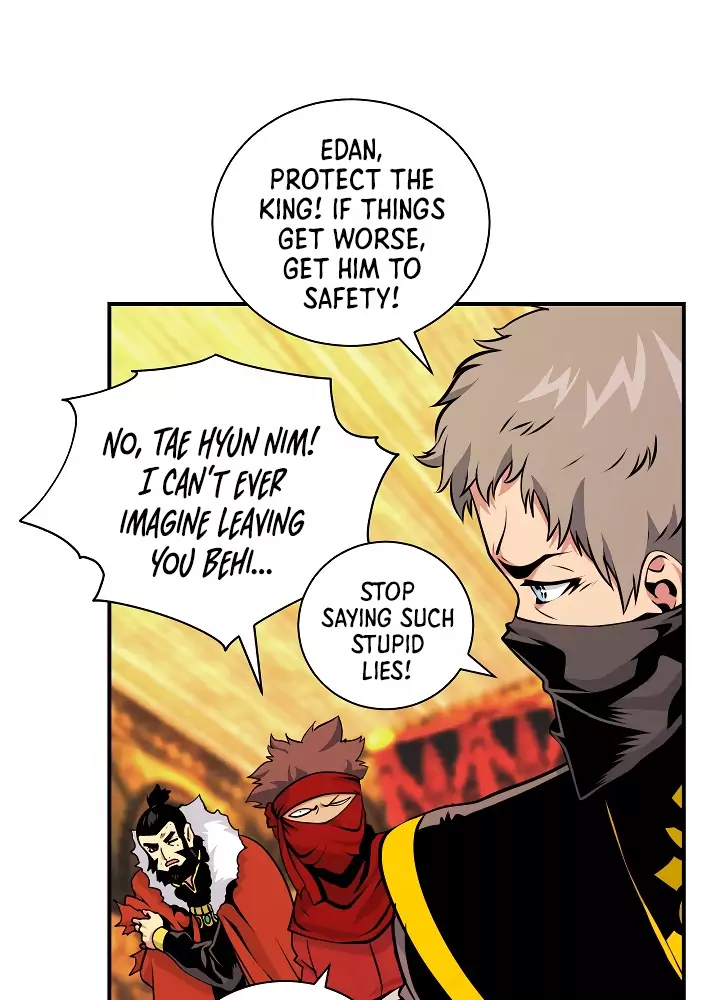 EDAN,
PROTECT THE
KING! IF THINGS
GET WORSE,
GET HIM TO
SAFETY!
NO, TAE HYUN NIM!
I CAN'T EVER
IMAGINE LEAVING
YOU BEHI...
STOP
SAYING SUCH
STUPID
LIES!